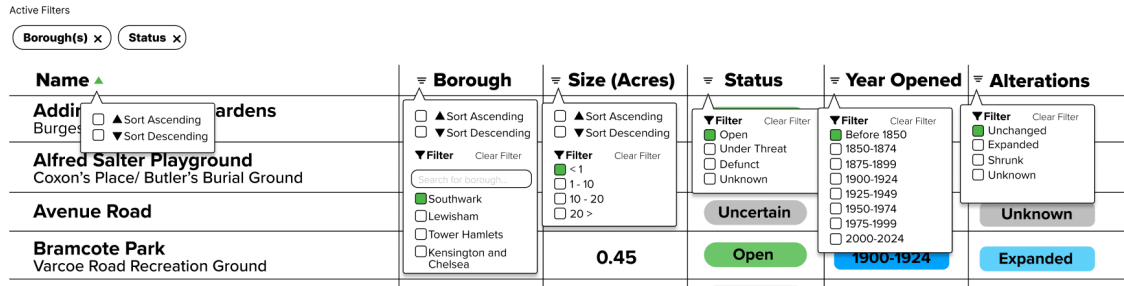 Active Filters
Borough(s) x
Status x
Name ▲
Borough
Size (Acres)
Status
Year Opened
Alterations
Addin
ardens
Burges
▲ Sort Ascending
▼ Sort Descending
Alfred Salter Playground
Coxon's Place/ Butler's Burial Ground
Avenue Road
Bramcote Park
Varcoe Road Recreation Ground
▲ Sort Ascending
▼ Sort Descending
Filter Clear Filter
Search for borough...
Southwark
Lewisham
Tower Hamlets
Kensington and
Chelsea
▲ Sort Ascending
▼ Sort Descending
Filter Clear Filter
< 1
1 - 10
10 - 20
20 >
0.45
Filter Clear Filter
Open
Under Threat
Defunct
Unknown
Uncertain
Open
Filter Clear Filter
Before 1850
1850-1874
1875-1899
1900-1924
1925-1949
1950-1974
1975-1999
2000-2024
1900-1924
Filter Clear Filter
Unchanged
Expanded
Shrunk
Unknown
Unknown
Expanded